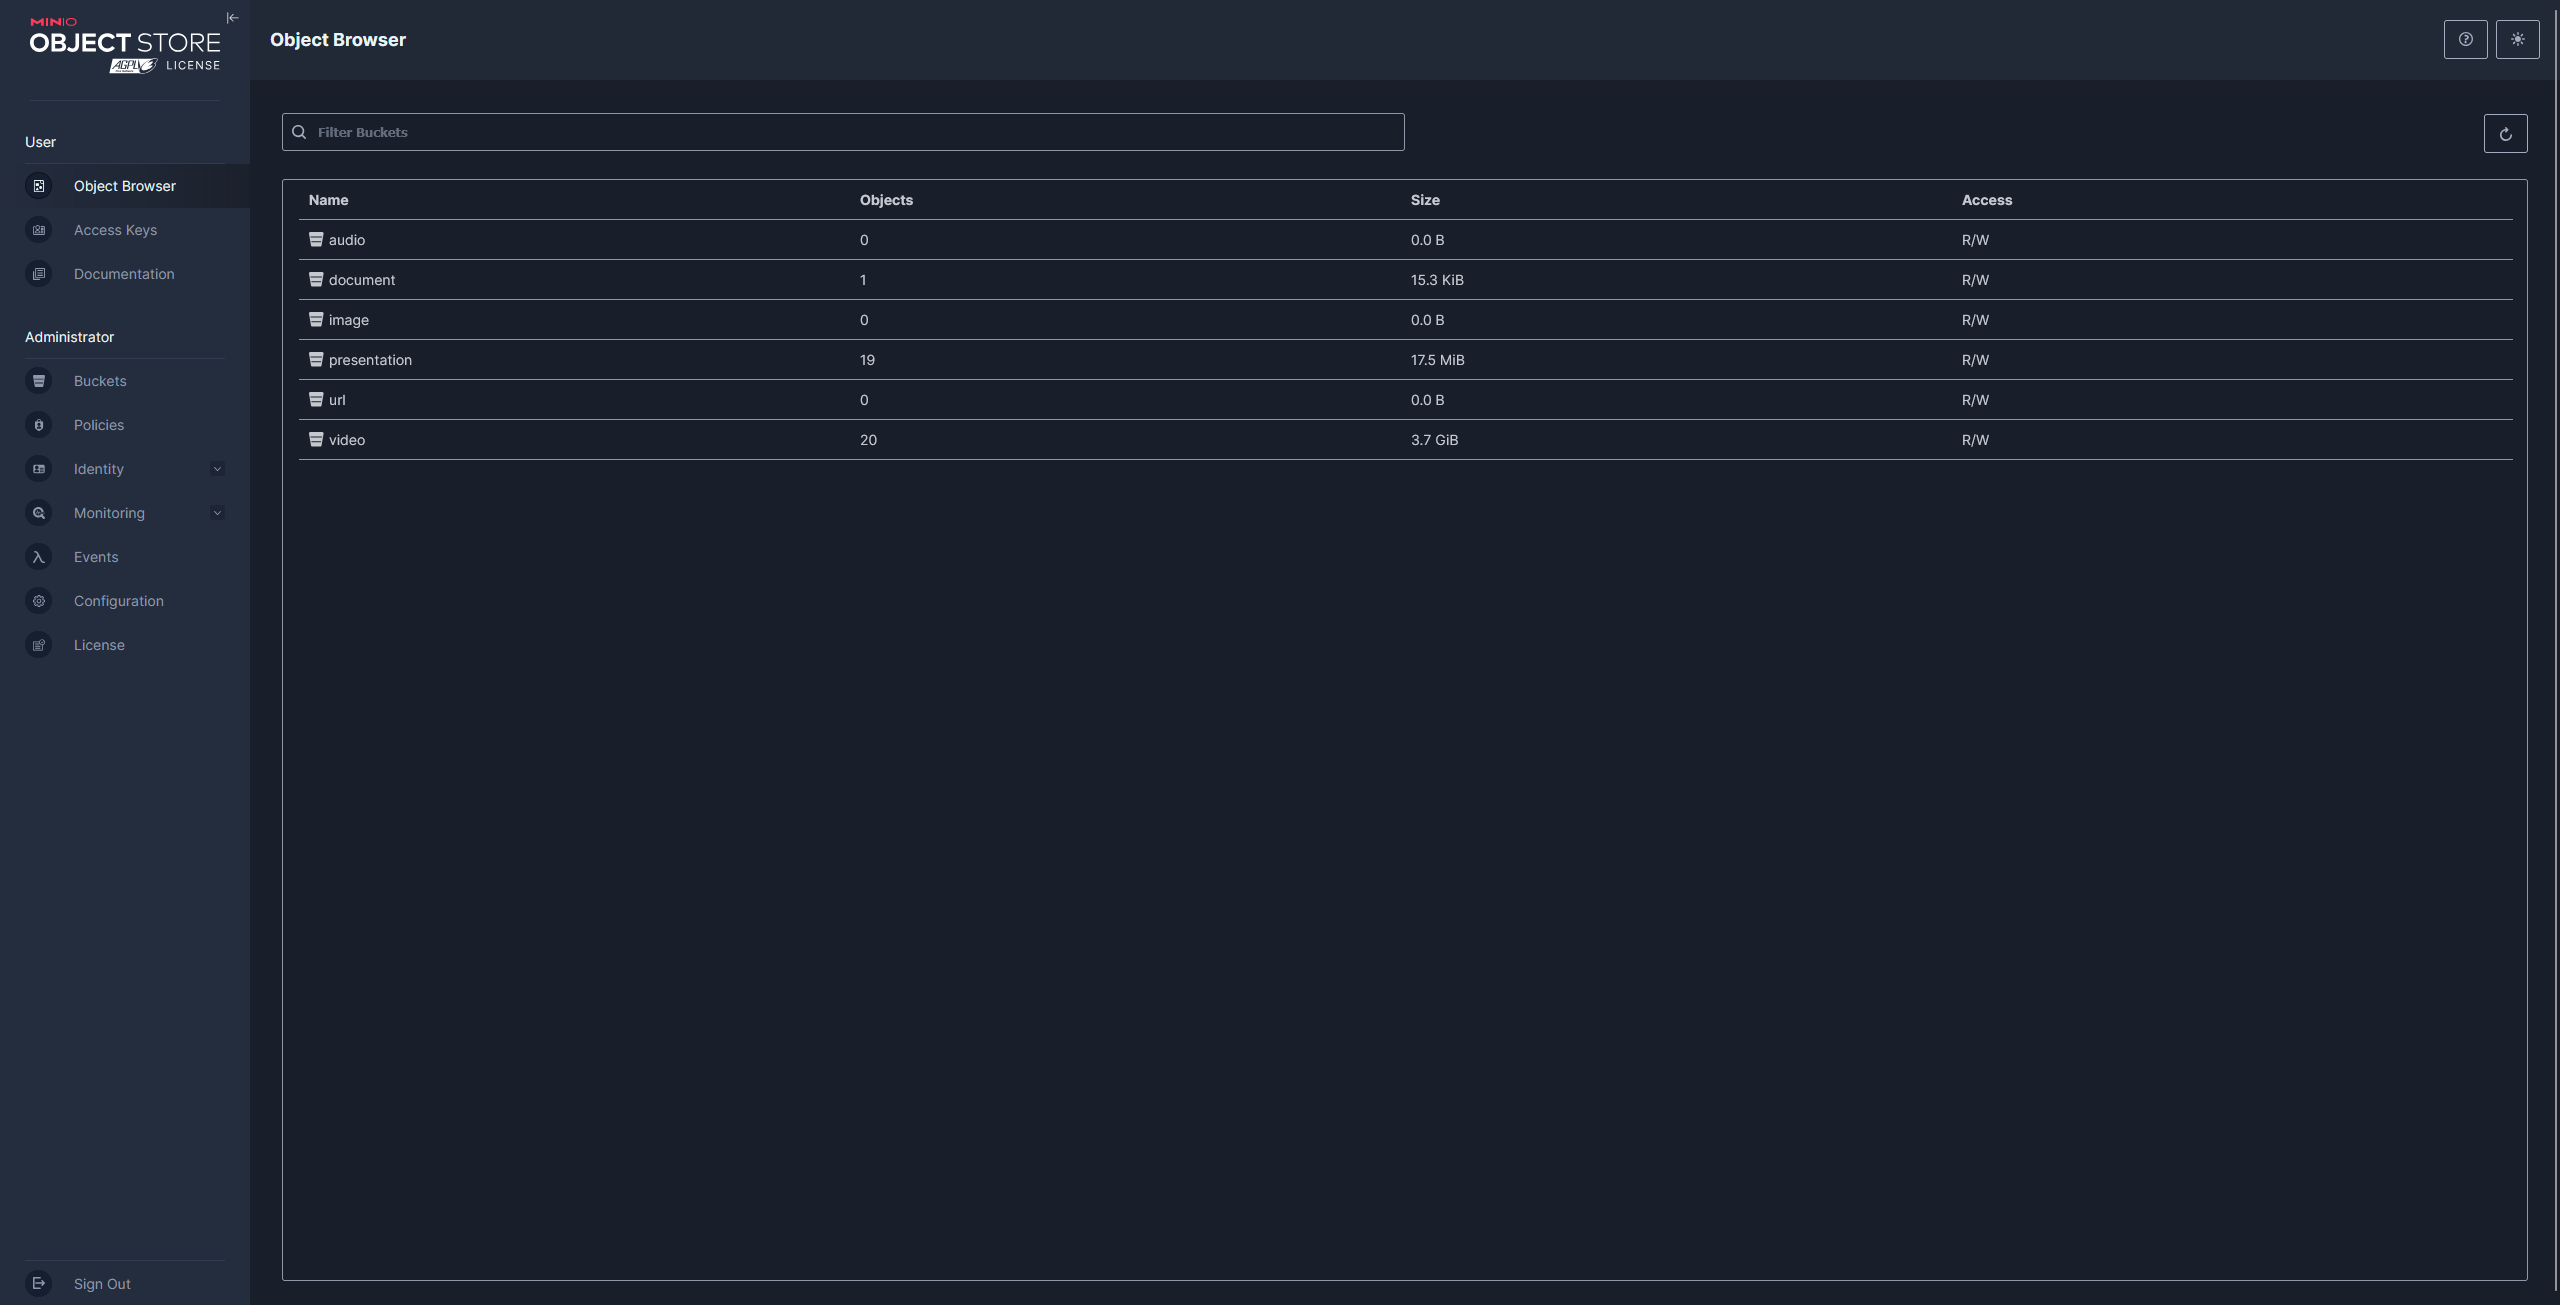 MINIO
OBJECT STORE
AGPL LICENSE
Object Browser
User
Object Browser
Access Keys
Documentation
Administrator
Buckets
Policies
Identity
Monitoring
Events
Configuration
License
Sign Out
Filter Buckets
Name Objects Size Access
audio 0 0.0 B R/W
document 1 15.3 KiB R/W
image 0 0.0 B R/W
presentation 19 17.5 MiB R/W
url 0 0.0 B R/W
video 20 3.7 GiB R/W